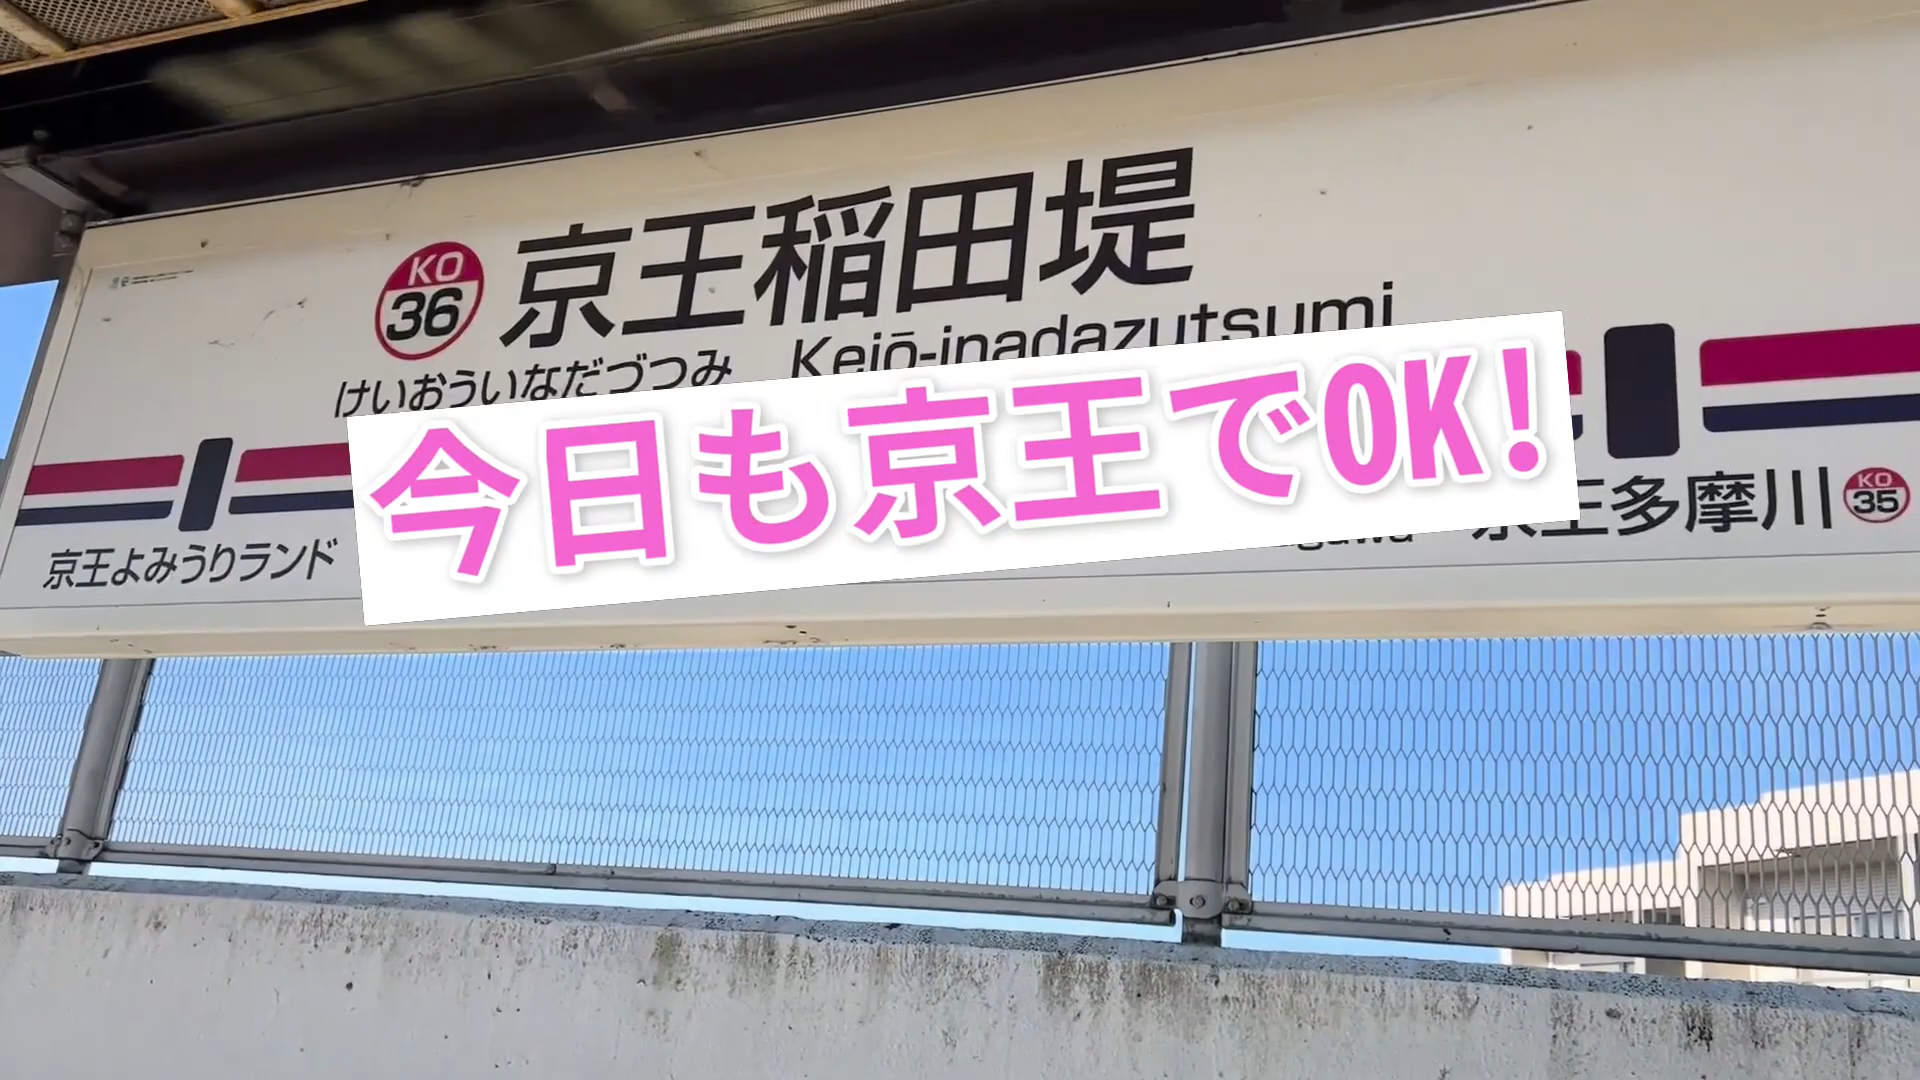 KO
36
京王稲田堤
けいおういなだづつみ
Keiō-inadazutsumi
今日も京王でOK!
京王よみうりランド
京王多摩川
KO
35